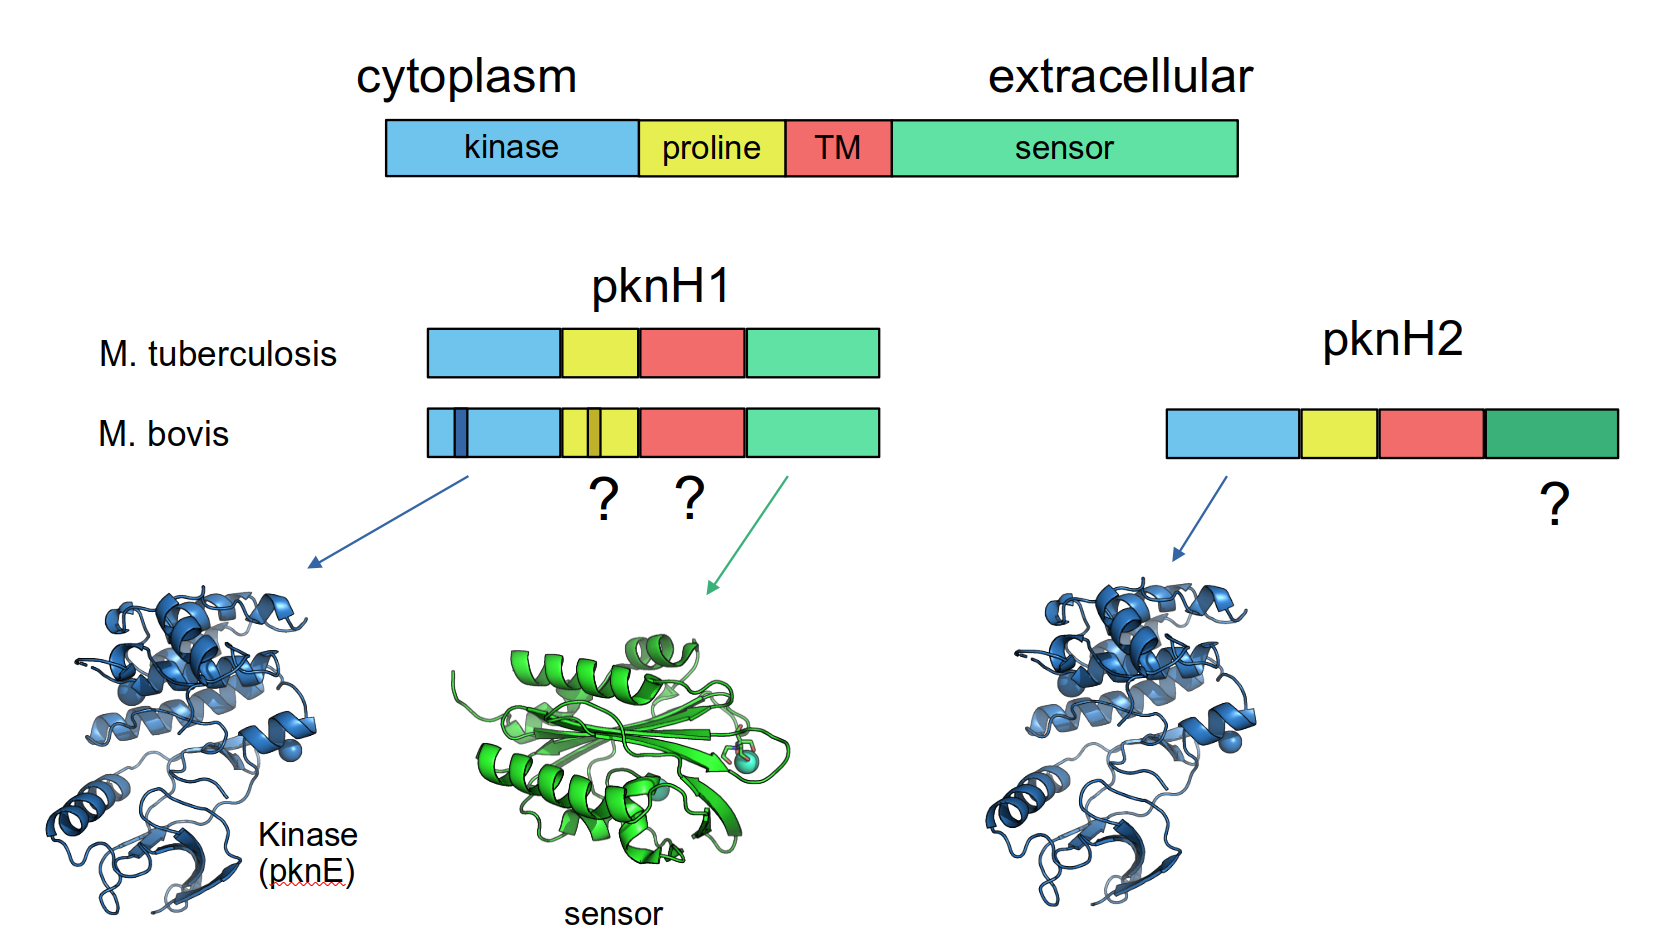 cytoplasm
extracellular
kinase
proline
TM
sensor
pknH1
pknH2
M. tuberculosis
M. bovis
?
?
?
Kinase
(pknE)
sensor